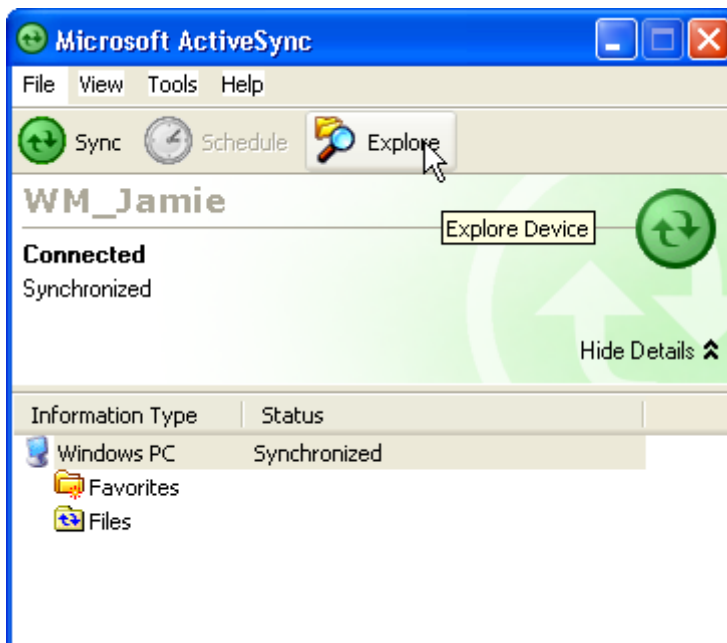 Microsoft ActiveSync
File View Tools Help
Sync Schedule Explore
WM_Jamie
Explore Device
Connected
Synchronized
Hide Details
Information Type Status
Windows PC Synchronized
Favorites
Files